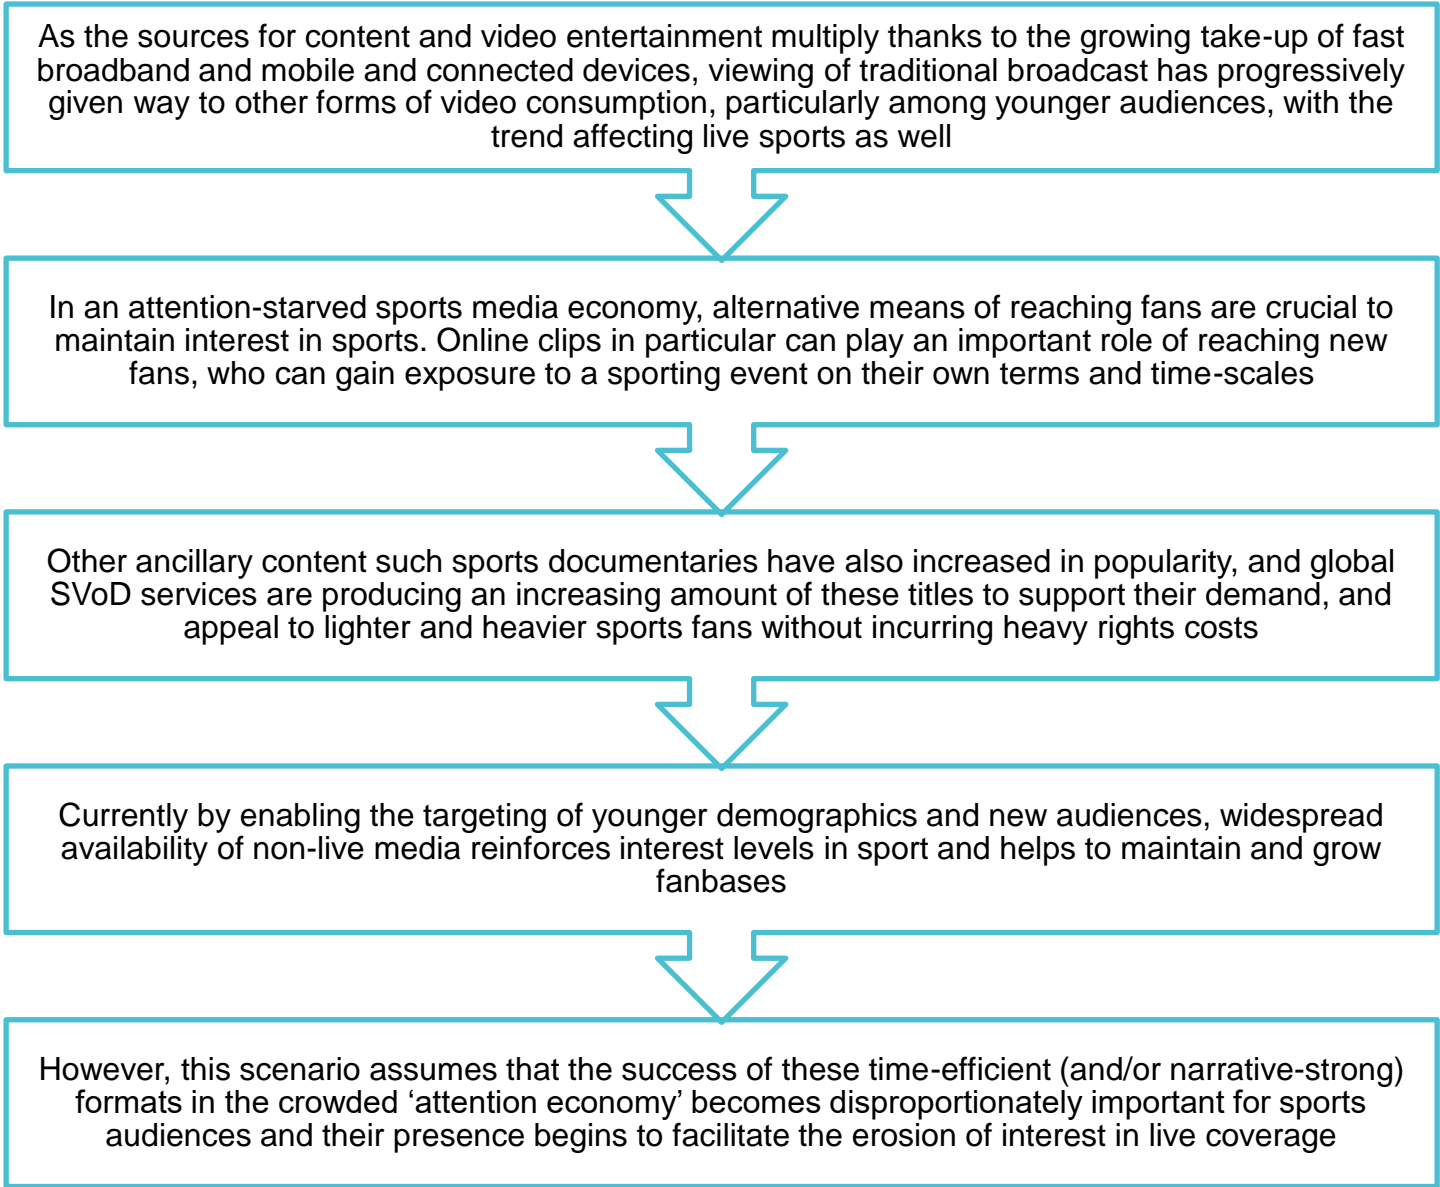 As the sources for content and video entertainment multiply thanks to the growing take-up of fast
broadband and mobile and connected devices, viewing of traditional broadcast has progressively
given way to other forms of video consumption, particularly among younger audiences, with the
trend affecting live sports as well
In an attention-starved sports media economy, alternative means of reaching fans are crucial to
maintain interest in sports. Online clips in particular can play an important role of reaching new
fans, who can gain exposure to a sporting event on their own terms and time-scales
Other ancillary content such sports documentaries have also increased in popularity, and global
SVoD services are producing an increasing amount of these titles to support their demand, and
appeal to lighter and heavier sports fans without incurring heavy rights costs
Currently by enabling the targeting of younger demographics and new audiences, widespread
availability of non-live media reinforces interest levels in sport and helps to maintain and grow
fanbases
However, this scenario assumes that the success of these time-efficient (and/or narrative-strong)
formats in the crowded ‘attention economy’ becomes disproportionately important for sports
audiences and their presence begins to facilitate the erosion of interest in live coverage